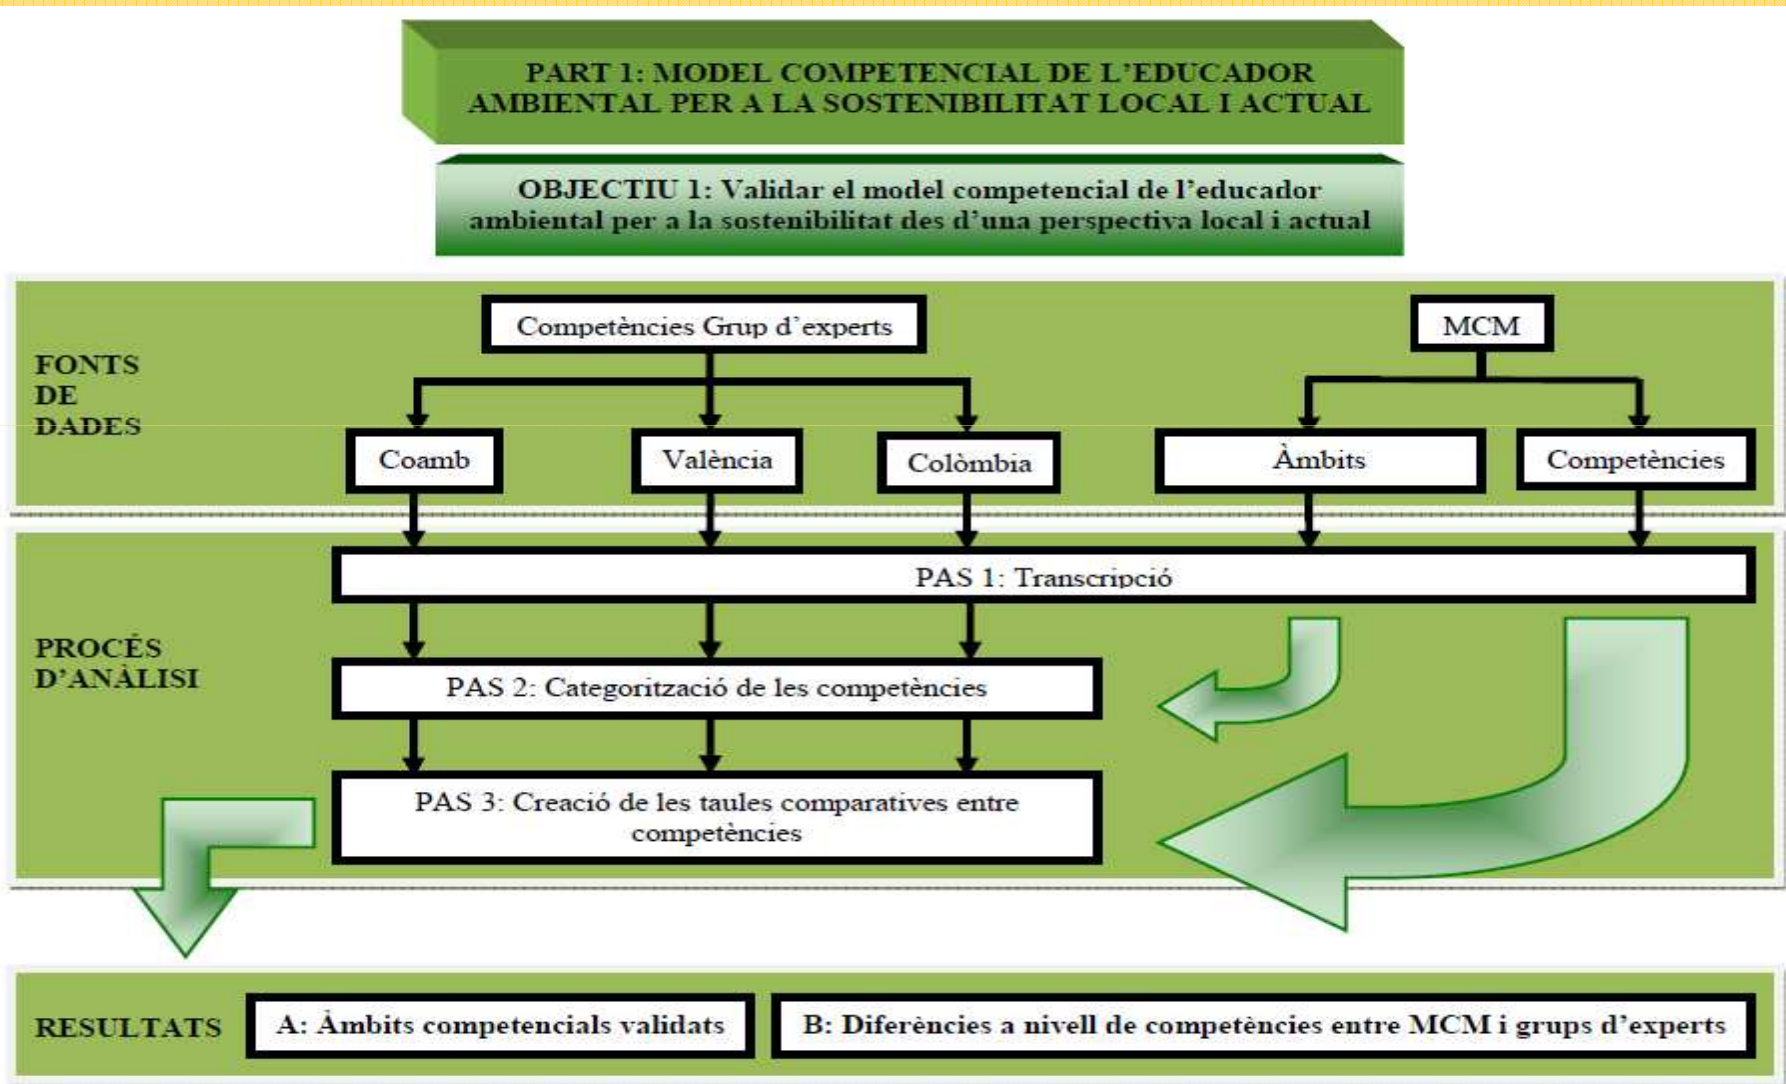 PART 1: MODEL COMPETENCIAL DE L'EDUCADOR
AMBIENTAL PER A LA SOSTENIBILITAT LOCAL I ACTUAL
OBJECTIU 1: Validar el model competencial de l'educador
ambiental per a la sostenibilitat des d'una perspectiva local i actual
FONTS
DE
DADES
Competències Grup d'experts
MCM
Coamb
València
Colòmbia
Àmbits
Competències
PROCÉS
D'ANÀLISI
PAS 1: Transcripció
PAS 2: Categorització de les competències
PAS 3: Creació de les taules comparatives entre
competències
RESULTATS
A: Àmbits competencials validats
B: Diferències a nivell de competències entre MCM i grups d'experts